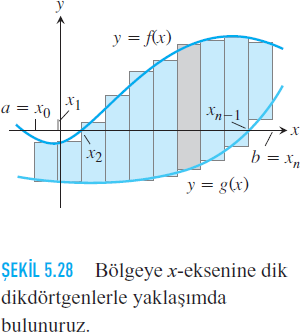 y
y = f(x)
a = x₀
x₁
xₙ₋₁
x
x₂
b = xₙ
y = g(x)
ŞEKİL 5.28 Bölgeye x-eksenine dik
dikdörtgenlerle yaklaşımda
bulunuruz.